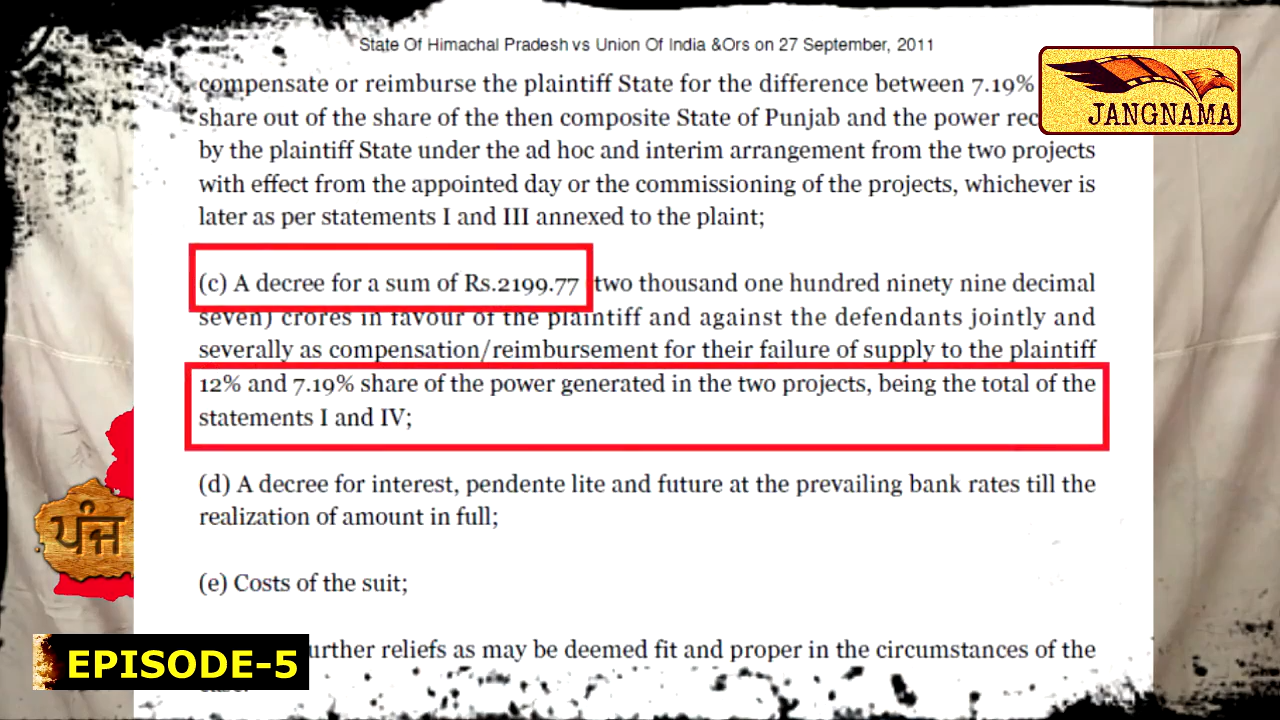 State Of Himachal Pradesh vs Union Of India &Ors on 27 September, 2011
compensate or reimburse the plaintiff State for the difference between 7.19%
share out of the share of the then composite State of Punjab and the power rec
by the plaintiff State under the ad hoc and interim arrangement from the two projects
with effect from the appointed day or the commissioning of the projects, whichever is
later as per statements I and III annexed to the plaint;
(c) A decree for a sum of Rs.2199.77 two thousand one hundred ninety nine decimal
seven) crores in favour of the plaintiff and against the defendants jointly and
severally as compensation/reimbursement for their failure of supply to the plaintiff
12% and 7.19% share of the power generated in the two projects, being the total of the
statements I and IV;
(d) A decree for interest, pendente lite and future at the prevailing bank rates till the
realization of amount in full;
(e) Costs of the suit;
urther reliefs as may be deemed fit and proper in the circumstances of the
JANGNAMA
ਪੰਜ
EPISODE-5